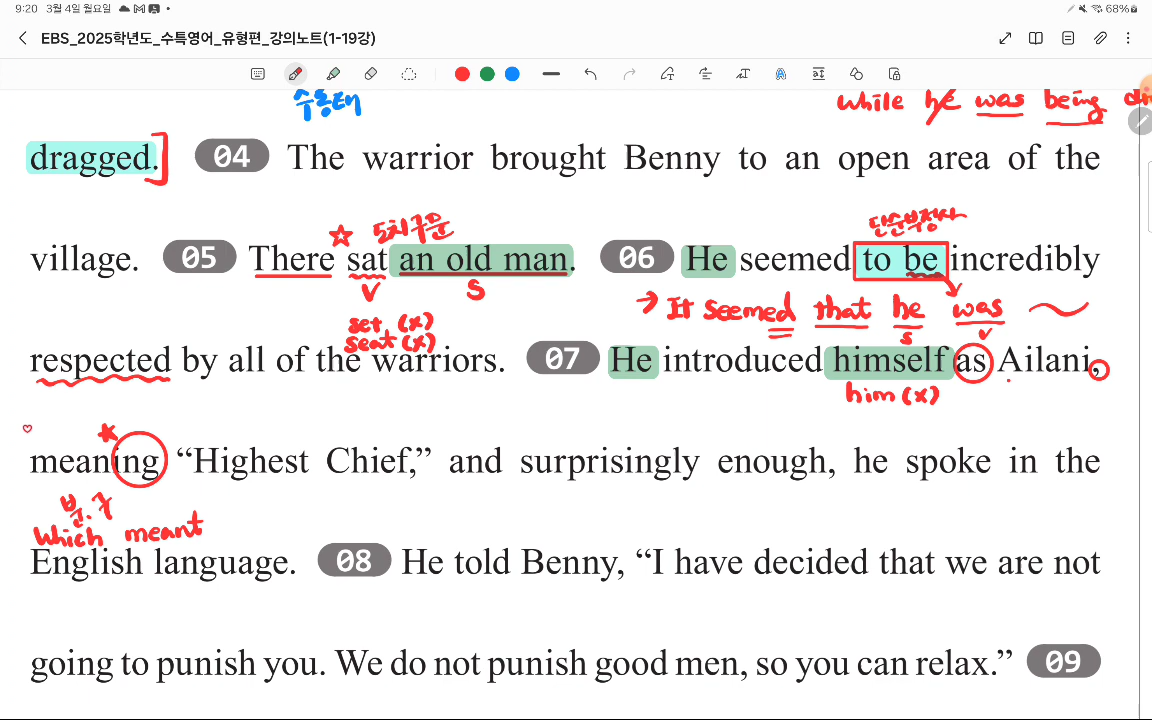 9:20 3월 4일 월요일 68%
EBS_2025학년도_수특영어_유형편_강의노트(1-19강)
수동태
while he was being
dragged.] 04 The warrior brought Benny to an open area of the
☆ 도치구문 단순부정사
village. 05 There sat an old man. 06 He seemed to be incredibly
V S → It seemed that he was
set (x) s v
seat (x)
respected by all of the warriors. 07 He introduced himself as Ailani,
him (x)
meaning “Highest Chief,” and surprisingly enough, he spoke in the
분.구
which meant
English language. 08 He told Benny, “I have decided that we are not
going to punish you. We do not punish good men, so you can relax.” 09